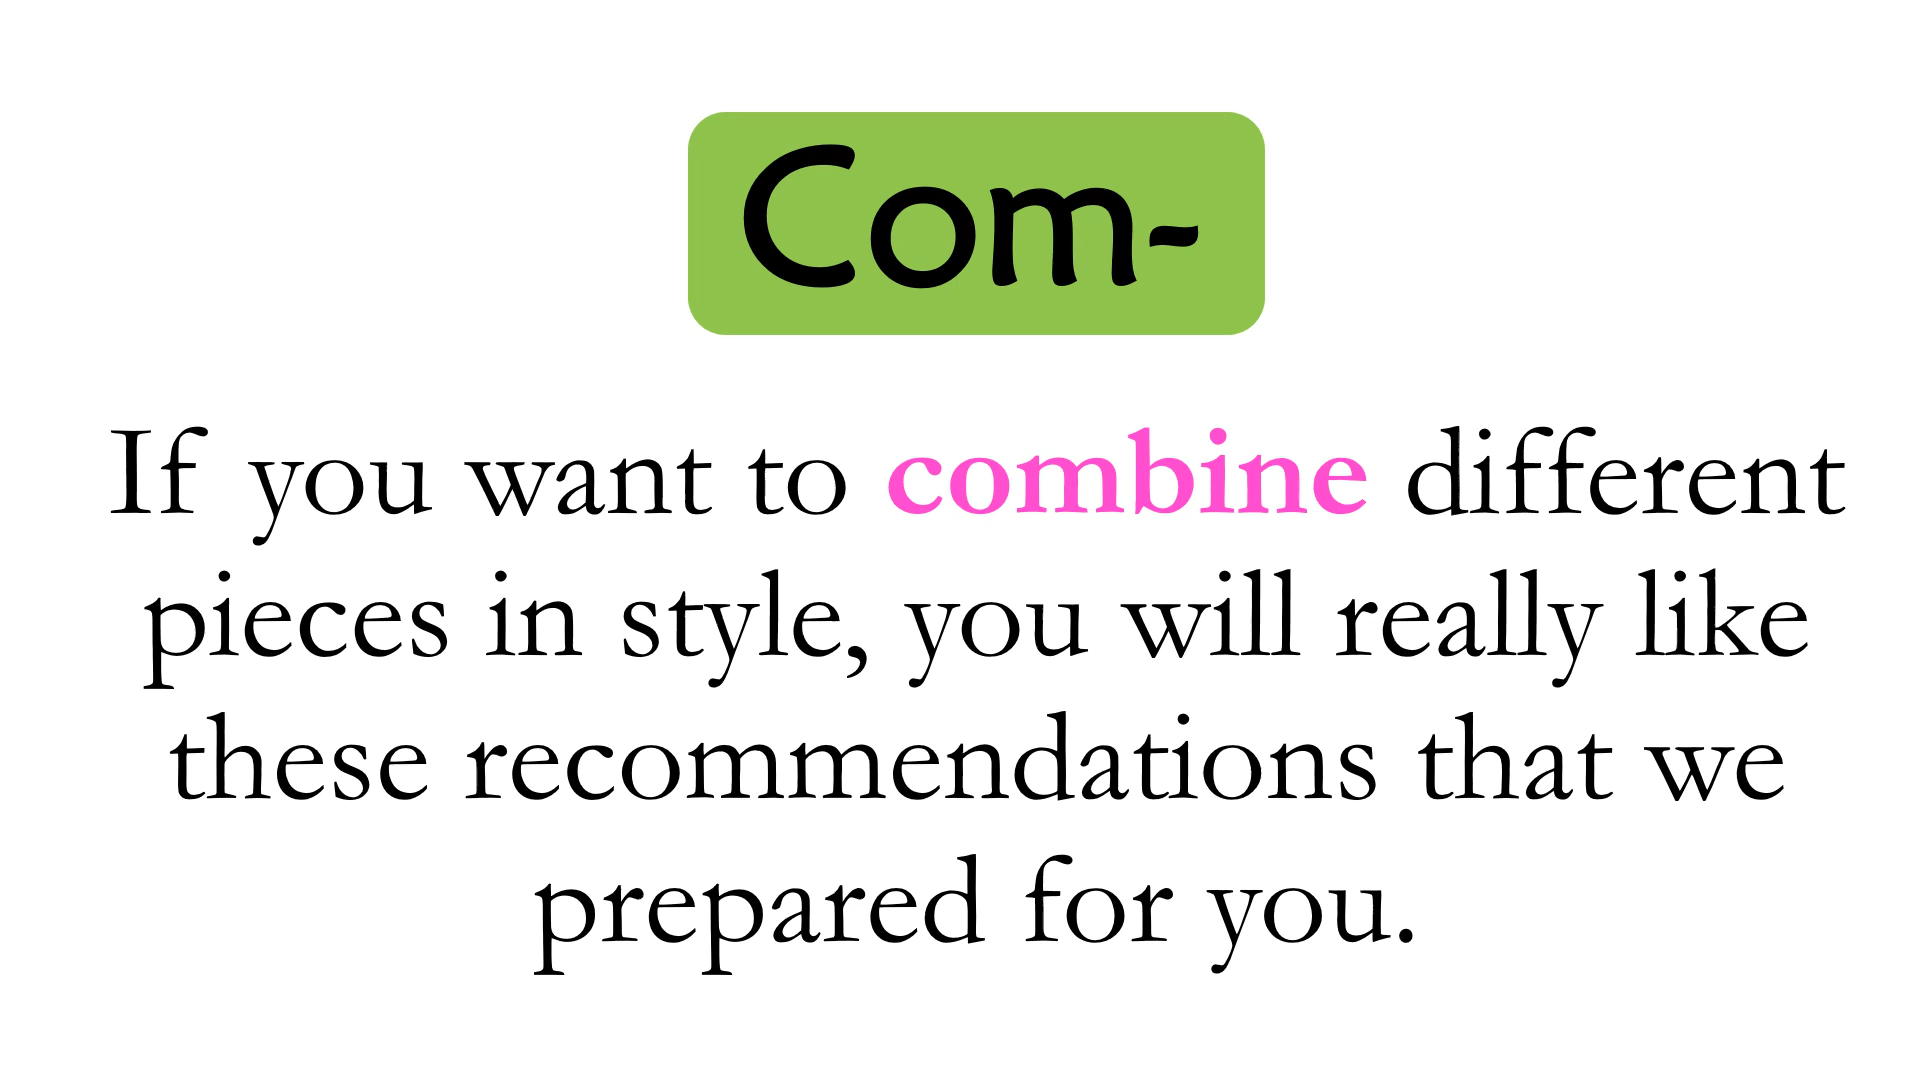 Com-
If you want to combine different
pieces in style, you will really like
these recommendations that we
prepared for you.